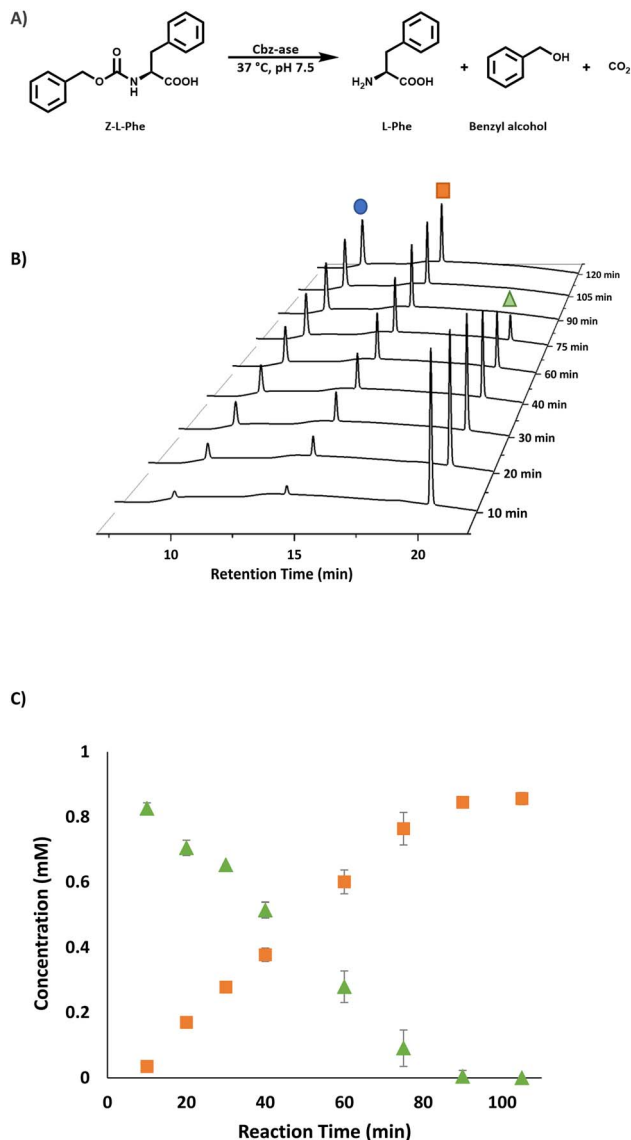 A)
O
O
N
H
COOH
Z-L-Phe
Cbz-ase
37 °C, pH 7.5
H₂N
COOH
L-Phe
+
OH
Benzyl alcohol
+
CO₂
B)
120 min
105 min
90 min
75 min
60 min
40 min
30 min
20 min
10 min
10
15
20
Retention Time (min)
C)
1
0.8
0.6
0.4
0.2
0
Concentration (mM)
0
20
40
60
80
100
Reaction Time (min)